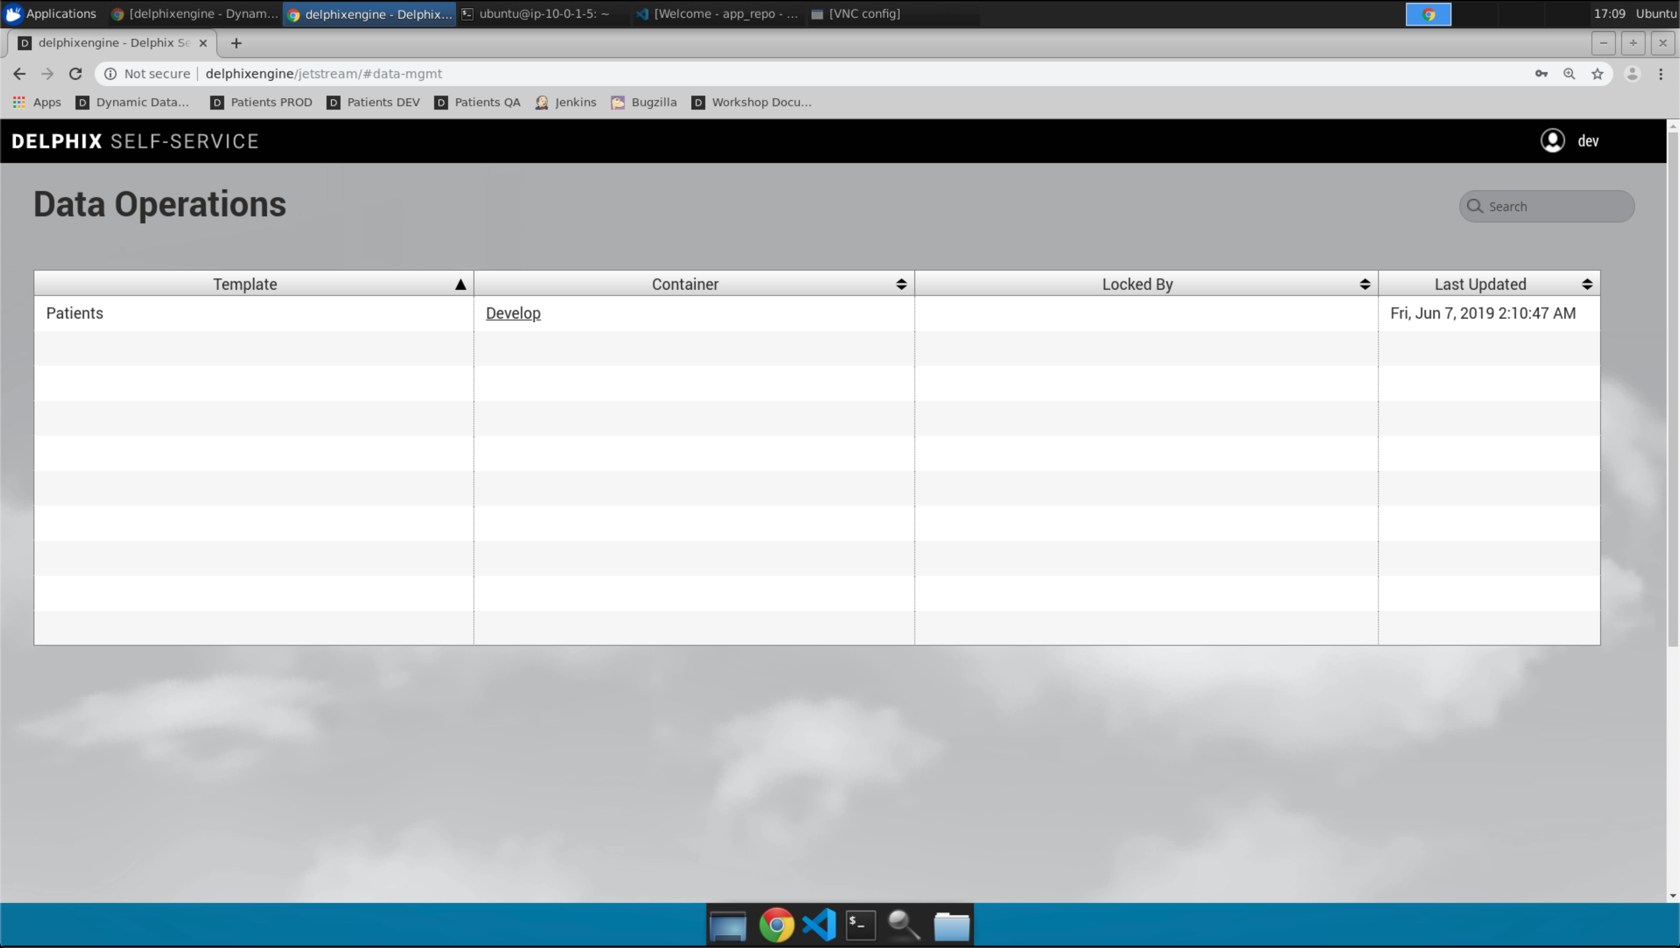 Applications [delphixengine - Dynam... delphixengine - Delphix... ubuntu@ip-10-0-1-5: ~ [Welcome - app_repo - ... [VNC config] 17:09 Ubuntu
delphixengine - Delphix Se
Not secure delphixengine/jetstream/#data-mgmt
Apps Dynamic Data... Patients PROD Patients DEV Patients QA Jenkins Bugzilla Workshop Docu...
DELPHIX SELF-SERVICE dev
Data Operations Search
Template Container Locked By Last Updated
Patients Develop Fri, Jun 7, 2019 2:10:47 AM